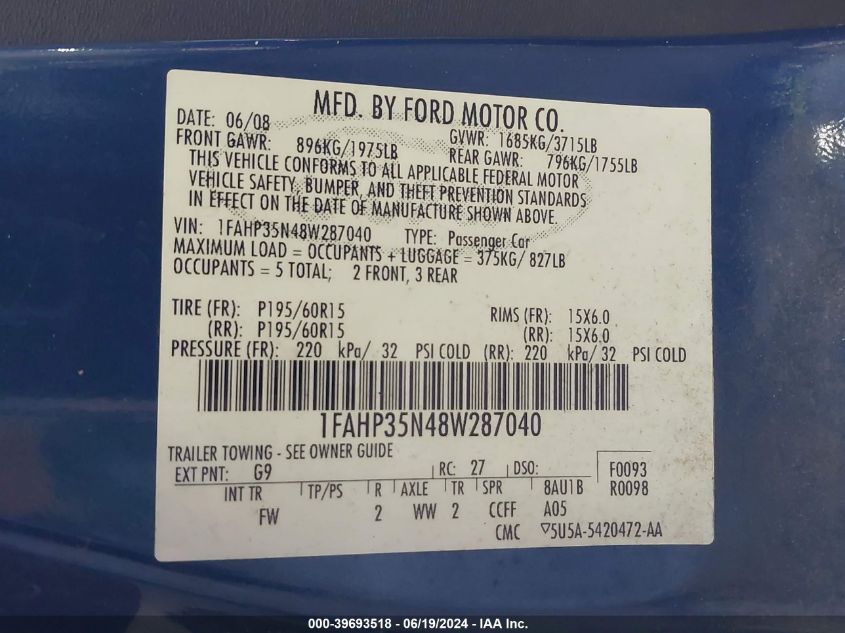 MFD. BY FORD MOTOR CO.
DATE: 06/08 GVWR: 1685KG/3715LB
FRONT GAWR: 896KG/1975LB REAR GAWR: 796KG/1755LB
THIS VEHICLE CONFORMS TO ALL APPLICABLE FEDERAL MOTOR
VEHICLE SAFETY, BUMPER, AND THEFT PREVENTION STANDARDS
IN EFFECT ON THE DATE OF MANUFACTURE SHOWN ABOVE.
VIN: 1FAHP35N48W287040 TYPE: Passenger Car
MAXIMUM LOAD = OCCUPANTS + LUGGAGE = 375KG/ 827LB
OCCUPANTS = 5 TOTAL; 2 FRONT, 3 REAR
TIRE (FR): P195/60R15 RIMS (FR): 15X6.0
(RR): P195/60R15 (RR): 15X6.0
PRESSURE (FR): 220 kPa/ 32 PSI COLD (RR): 220 kPa/ 32 PSI COLD
1FAHP35N48W287040
TRAILER TOWING - SEE OWNER GUIDE
EXT PNT: G9 RC: 27 DSO: F0093
INT TR TP/PS R AXLE TR SPR 8AU1B R0098
FW 2 WW 2 CCFF A05
CMC 5U5A-5420472-AA
000-39693518 - 06/19/2024 - IAA Inc.